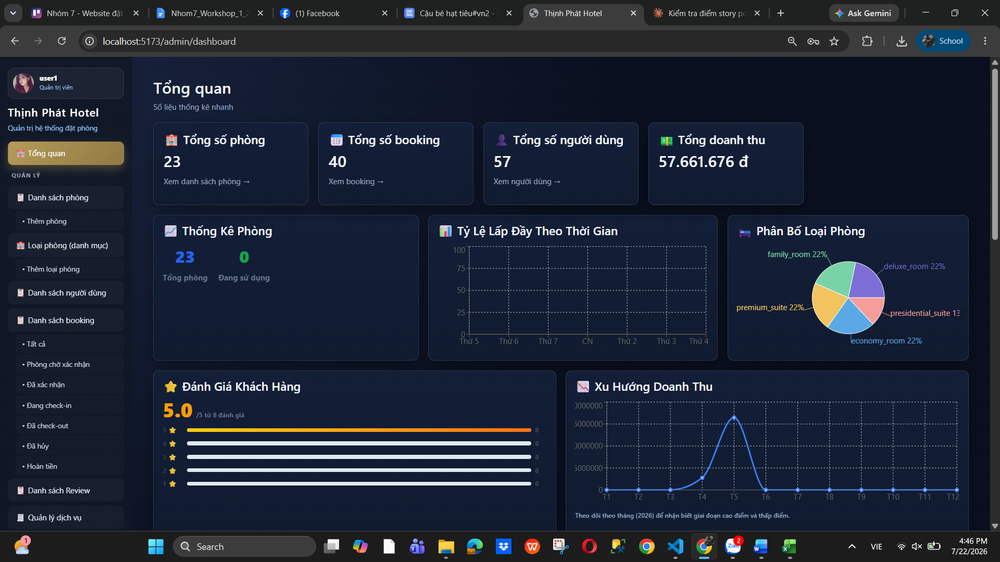 Nhóm 7 - Website đặt
Nhom7_Workshop_1_2
(1) Facebook
Cậu bé hạt tiêu#vn2 -
Thịnh Phát Hotel
Kiểm tra điểm story po
Ask Gemini
localhost:5173/admin/dashboard
School
user1
Quản trị viên
Thịnh Phát Hotel
Quản trị hệ thống đặt phòng
Tổng quan
QUẢN LÝ
Danh sách phòng
• Thêm phòng
Loại phòng (danh mục)
• Thêm loại phòng
Danh sách người dùng
Danh sách booking
• Tất cả
• Phòng chờ xác nhận
• Đã xác nhận
• Đang check-in
• Đã check-out
• Đã hủy
• Hoàn tiền
Danh sách Review
Quản lý dịch vụ
Tổng quan
Số liệu thống kê nhanh
Tổng số phòng
23
Xem danh sách phòng →
Tổng số booking
40
Xem booking →
Tổng số người dùng
57
Xem người dùng →
Tổng doanh thu
57.661.676 đ
Thống Kê Phòng
23
Tổng phòng
0
Đang sử dụng
Tỷ Lệ Lấp Đầy Theo Thời Gian
100
75
50
25
0
Thứ 5 Thứ 6 Thứ 7 CN Thứ 2 Thứ 3 Thứ 4
Phân Bố Loại Phòng
family_room 22%
deluxe_room 22%
premium_suite 22%
presidential_suite 13
economy_room 22%
Đánh Giá Khách Hàng
5.0 /5 từ 8 đánh giá
5 8
4 0
3 0
2 0
1 0
Xu Hướng Doanh Thu
0000000
5000000
0000000
5000000
0
T1 T2 T3 T4 T5 T6 T7 T8 T9 T10 T11 T12
Theo dõi theo tháng (2026) để nhận biết giai đoạn cao điểm và thấp điểm.
1
Search
Zalo
2
VIE
4:46 PM
7/22/2026